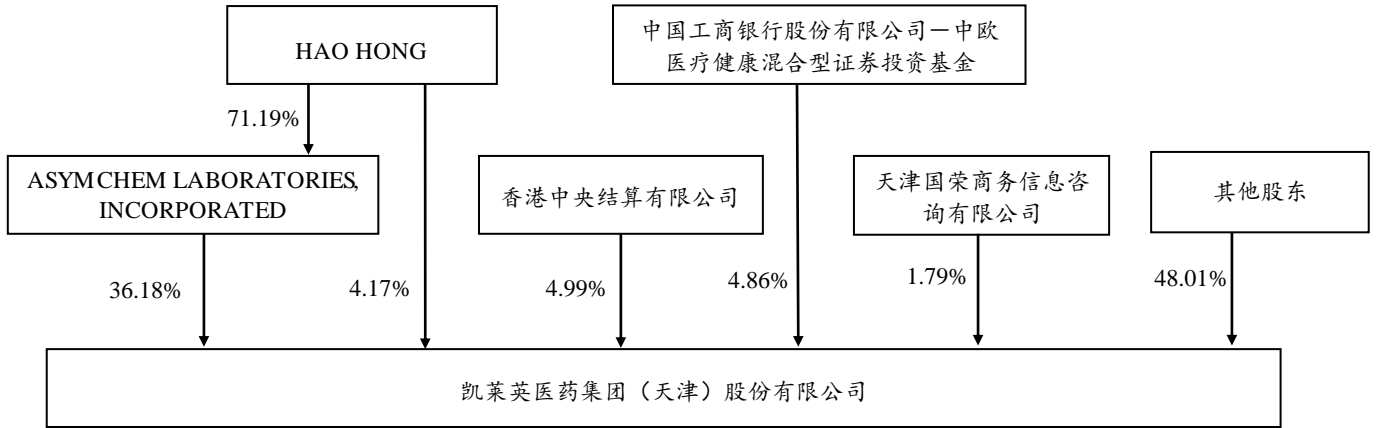 HAO HONG
中国工商银行股份有限公司－中欧
医疗健康混合型证券投资基金
71.19%
ASYMCHEM LABORATORIES,
INCORPORATED
香港中央结算有限公司
天津国荣商务信息咨
询有限公司
其他股东
36.18%
4.17%
4.99%
4.86%
1.79%
48.01%
凯莱英医药集团（天津）股份有限公司